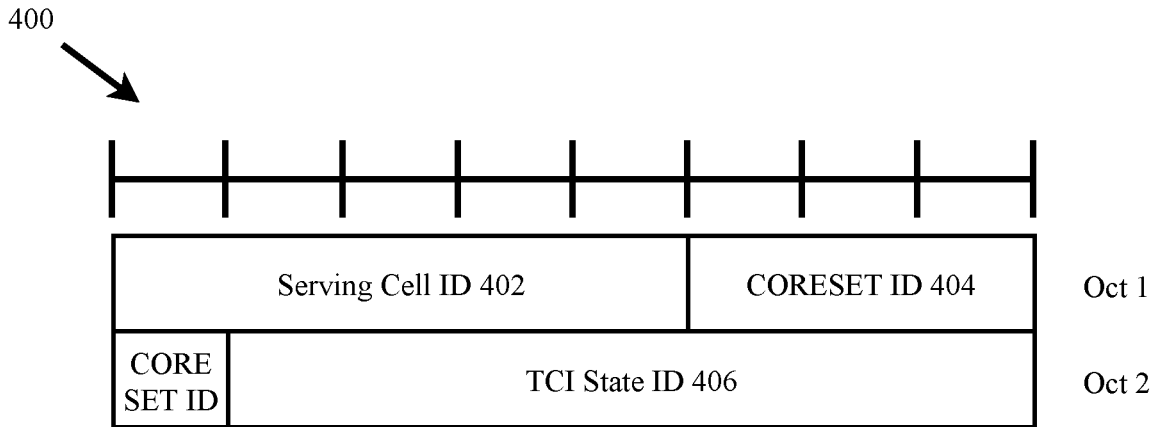 400
Serving Cell ID 402 CORESET ID 404 Oct 1
CORE
SET ID
TCI State ID 406 Oct 2